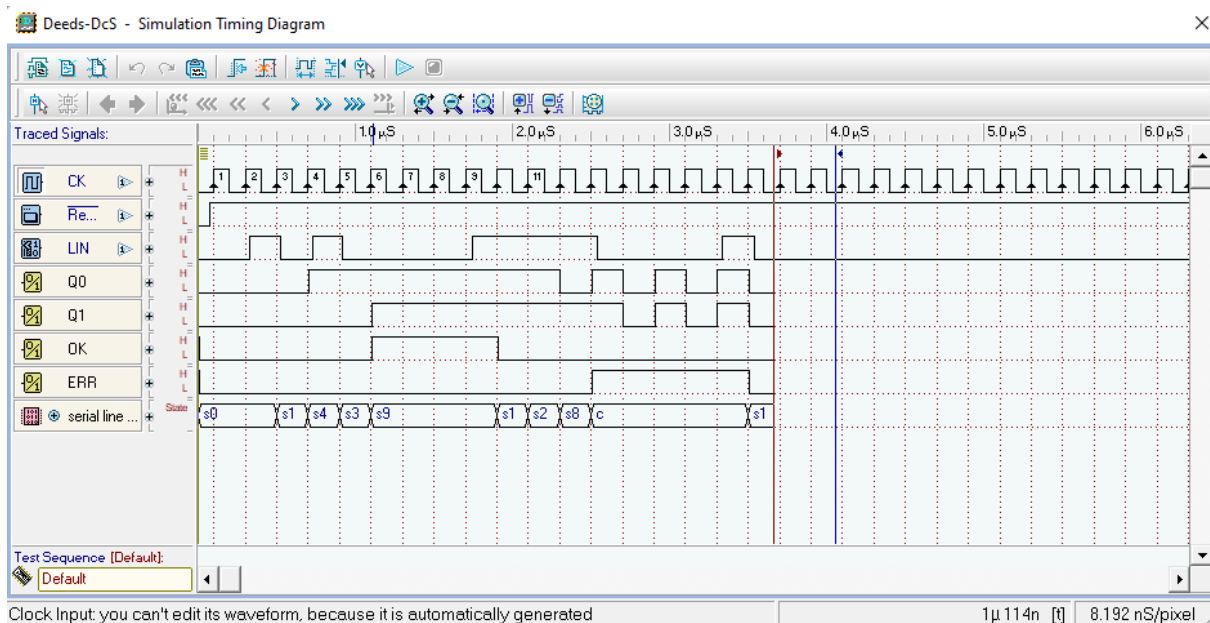 Deeds-DcS - Simulation Timing Diagram
Traced Signals:
1.0µS 2.0µS 3.0µS 4.0µS 5.0µS 6.0µS
CK H L 1 2 3 4 5 6 7 8 9 11
Re... H L
LIN H L
Q0 H L
Q1 H L
OK H L
ERR H L
serial line ... State s0 s1 s4 s3 s9 s1 s2 s8 c s1
Test Sequence [Default]:
Default
Clock Input: you can't edit its waveform, because it is automatically generated 1µ114n [t] 8.192 nS/pixel